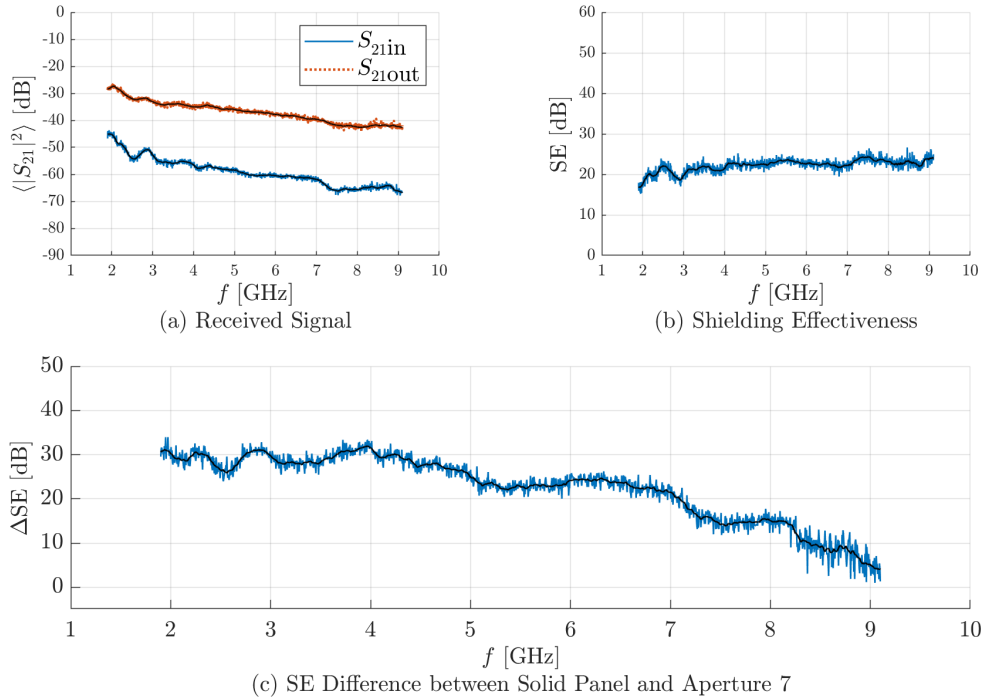 0
-10
-20
-30
-40
-50
-60
-70
-80
-90
⟨|S₂₁|²⟩ [dB]
S₂₁in
S₂₁out
1 2 3 4 5 6 7 8 9 10
f [GHz]
(a) Received Signal
60
50
40
30
20
10
0
SE [dB]
1 2 3 4 5 6 7 8 9 10
f [GHz]
(b) Shielding Effectiveness
50
40
30
20
10
0
ΔSE [dB]
1 2 3 4 5 6 7 8 9 10
f [GHz]
(c) SE Difference between Solid Panel and Aperture 7